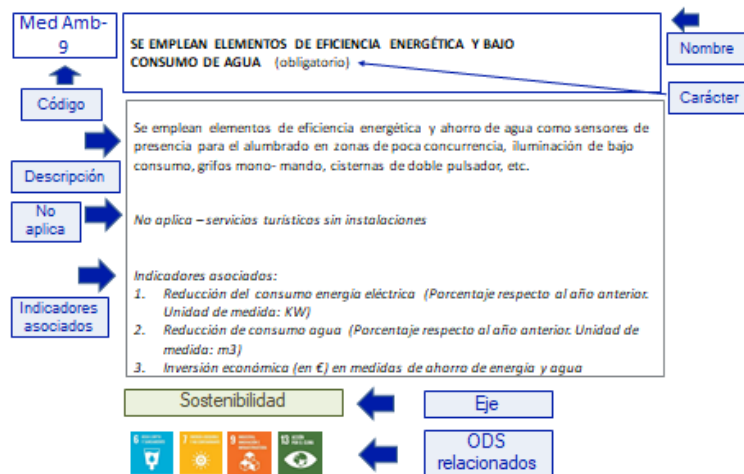 Med Amb-
9
SE EMPLEAN ELEMENTOS DE EFICIENCIA ENERGÉTICA Y BAJO
CONSUMO DE AGUA (obligatorio)
Nombre
Carácter
Código
Se emplean elementos de eficiencia energética y ahorro de agua como sensores de
presencia para el alumbrado en zonas de poca concurrencia, iluminación de bajo
consumo, grifos mono- mando, cisternas de doble pulsador, etc.
Descripción
No
aplica
No aplica – servicios turísticos sin instalaciones
Indicadores
asociados
Indicadores asociados:
1. Reducción del consumo energía eléctrica (Porcentaje respecto al año anterior.
Unidad de medida: KW)
2. Reducción de consumo agua (Porcentaje respecto al año anterior. Unidad de
medida: m3)
3. Inversión económica (en €) en medidas de ahorro de energía y agua
Sostenibilidad
Eje
6
7
9
13
ODS
relacionados